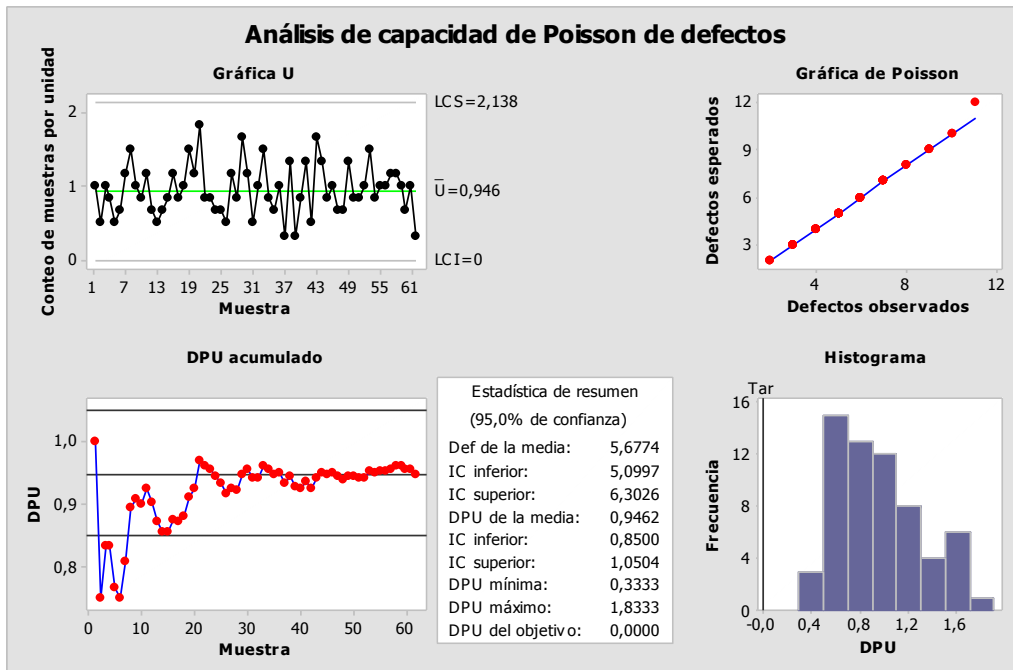 Análisis de capacidad de Poisson de defectos
Gráfica U
Conteo de muestras por unidad
2
1
0
LCS=2,138
U̅=0,946
LCI=0
1 7 13 19 25 31 37 43 49 55 61
Muestra
Gráfica de Poisson
Defectos esperados
12
9
6
3
4 8 12
Defectos observados
DPU acumulado
DPU
1,0
0,9
0,8
0 10 20 30 40 50 60
Muestra
Estadística de resumen
(95,0% de confianza)
Def de la media: 5,6774
IC inferior: 5,0997
IC superior: 6,3026
DPU de la media: 0,9462
IC inferior: 0,8500
IC superior: 1,0504
DPU mínima: 0,3333
DPU máximo: 1,8333
DPU del objetivo: 0,0000
Histograma
Tar
Frecuencia
16
12
8
4
0
-0,0 0,4 0,8 1,2 1,6
DPU